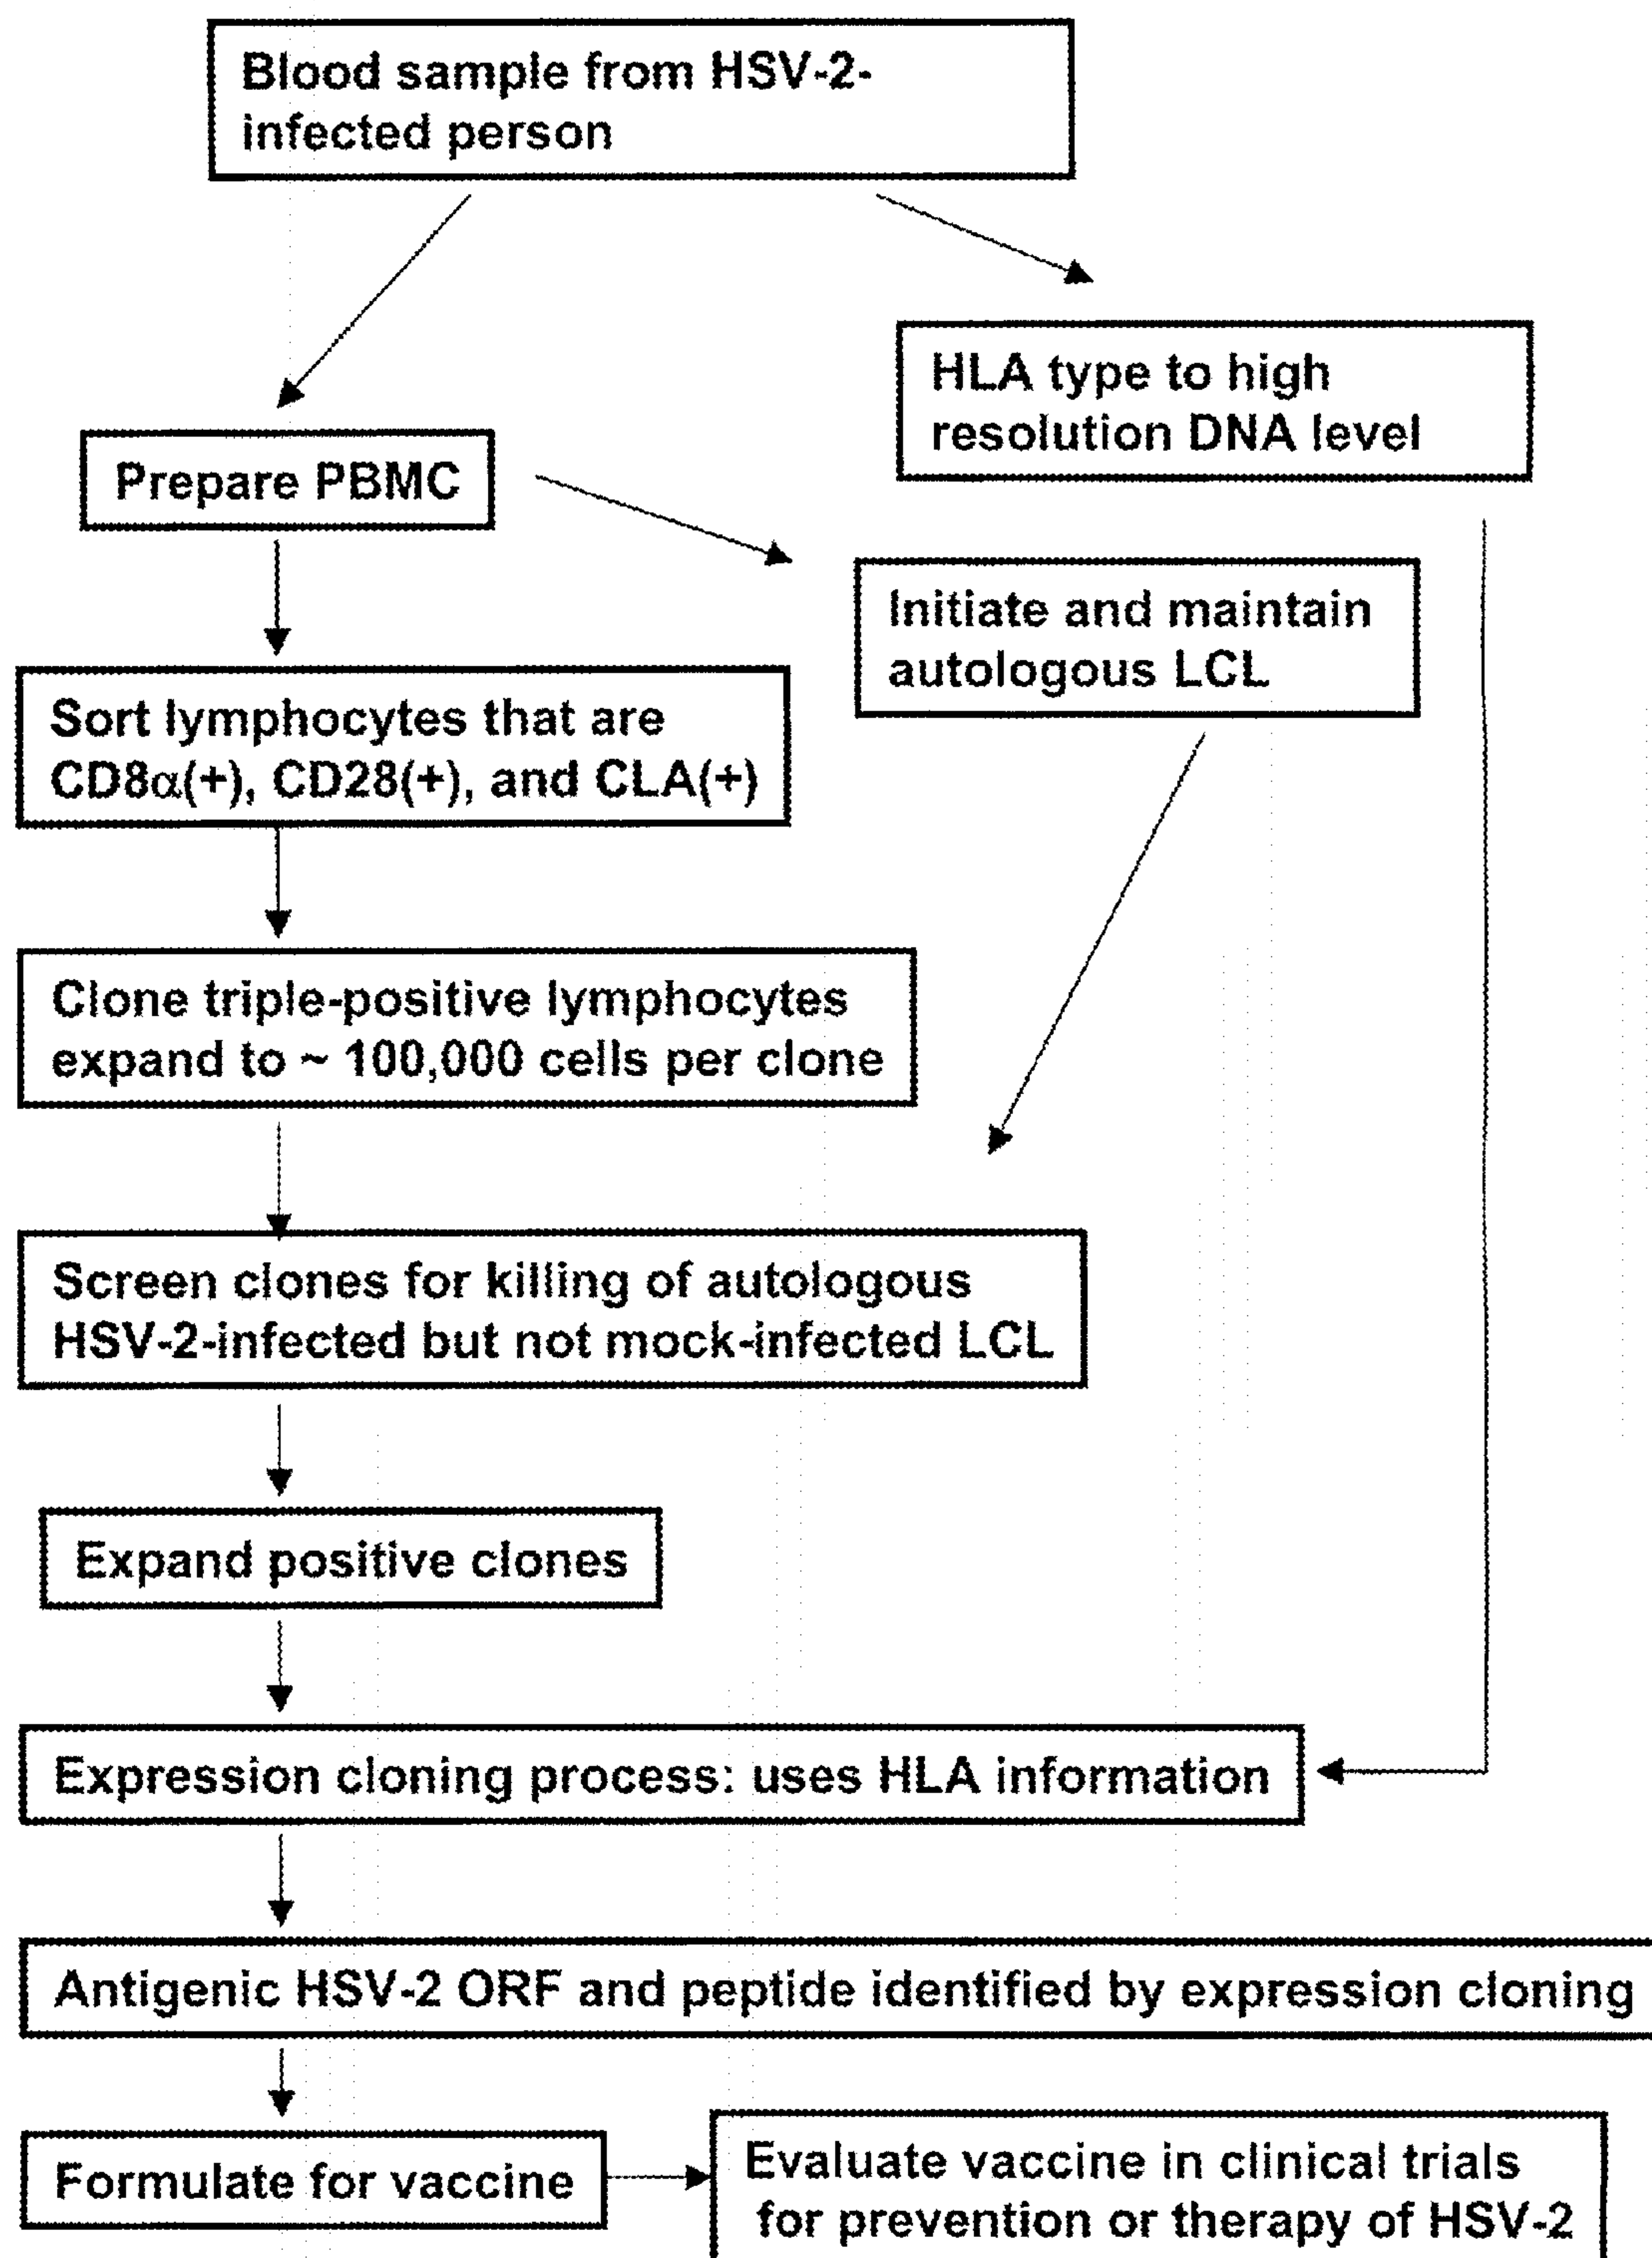 Blood sample from HSV-2-
infected person
HLA type to high
resolution DNA level
Prepare PBMC
Initiate and maintain
autologous LCL
Sort lymphocytes that are
CD8α(+), CD28(+), and CLA(+)
Clone triple-positive lymphocytes
expand to ~ 100,000 cells per clone
Screen clones for killing of autologous
HSV-2-infected but not mock-infected LCL
Expand positive clones
Expression cloning process: uses HLA information
Antigenic HSV-2 ORF and peptide identified by expression cloning
Formulate for vaccine
Evaluate vaccine in clinical trials
for prevention or therapy of HSV-2